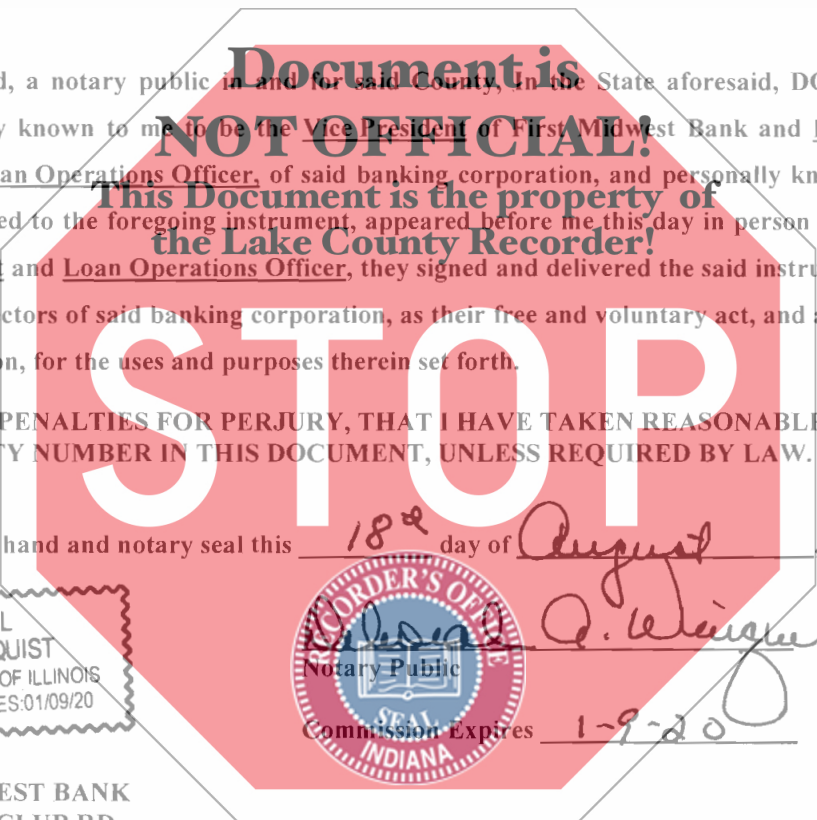 Document is
d, a notary public in and for said County, in the State aforesaid, DO
NOT OFFICIAL!
y known to me to be the Vice President of First Midwest Bank and
an Operations Officer, of said banking corporation, and personally kn
This Document is the property of
ed to the foregoing instrument, appeared before me this day in person
the Lake County Recorder!
t and Loan Operations Officer, they signed and delivered the said instru
ctors of said banking corporation, as their free and voluntary act, and a
on, for the uses and purposes therein set forth.
STOP
PENALTIES FOR PERJURY, THAT I HAVE TAKEN REASONABLE
TY NUMBER IN THIS DOCUMENT, UNLESS REQUIRED BY LAW.
hand and notary seal this 18th day of August
L
QUIST
OF ILLINOIS
ES:01/09/20
RECORDER'S OFFICE
SEAL
INDIANA
A.
Notary Public
Commission Expires 1-9-20
EST BANK
CLUB RD